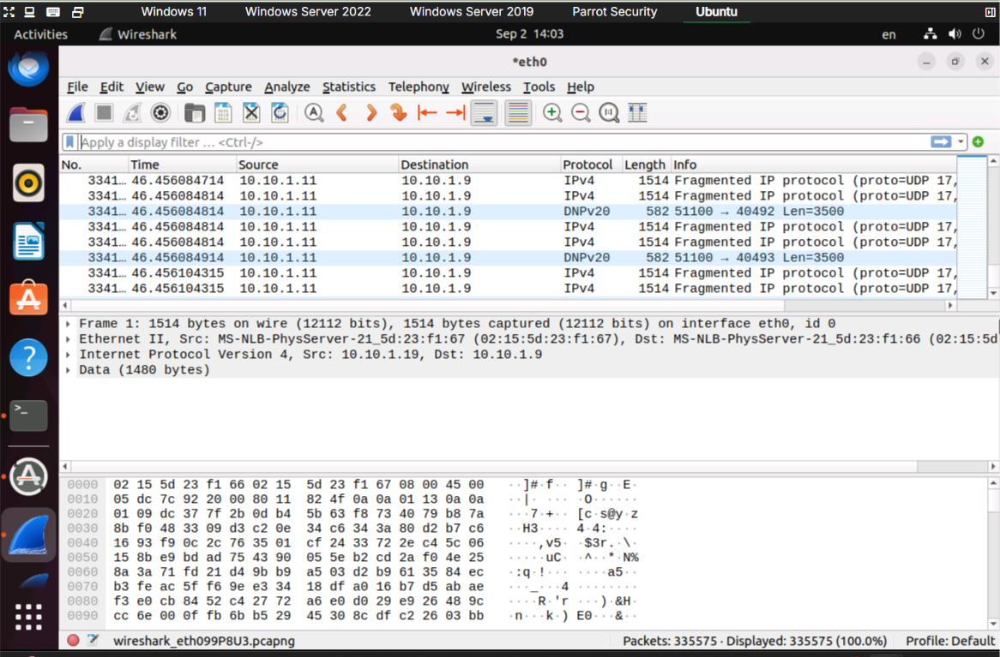 Windows 11 Windows Server 2022 Windows Server 2019 Parrot Security Ubuntu
Activities Wireshark Sep 2 14:03 en
*eth0
File Edit View Go Capture Analyze Statistics Telephony Wireless Tools Help
Apply a display filter … <Ctrl-/>
No. Time Source Destination Protocol Length Info
3341… 46.456084714 10.10.1.11 10.10.1.9 IPv4 1514 Fragmented IP protocol (proto=UDP 17,
3341… 46.456084814 10.10.1.11 10.10.1.9 IPv4 1514 Fragmented IP protocol (proto=UDP 17,
3341… 46.456084814 10.10.1.11 10.10.1.9 DNPv20 582 51100 → 40492 Len=3500
3341… 46.456084814 10.10.1.11 10.10.1.9 IPv4 1514 Fragmented IP protocol (proto=UDP 17,
3341… 46.456084814 10.10.1.11 10.10.1.9 IPv4 1514 Fragmented IP protocol (proto=UDP 17,
3341… 46.456084914 10.10.1.11 10.10.1.9 DNPv20 582 51100 → 40493 Len=3500
3341… 46.456104315 10.10.1.11 10.10.1.9 IPv4 1514 Fragmented IP protocol (proto=UDP 17,
3341… 46.456104315 10.10.1.11 10.10.1.9 IPv4 1514 Fragmented IP protocol (proto=UDP 17,
Frame 1: 1514 bytes on wire (12112 bits), 1514 bytes captured (12112 bits) on interface eth0, id 0
Ethernet II, Src: MS-NLB-PhysServer-21_5d:23:f1:67 (02:15:5d:23:f1:67), Dst: MS-NLB-PhysServer-21_5d:23:f1:66 (02:15:5d
Internet Protocol Version 4, Src: 10.10.1.19, Dst: 10.10.1.9
Data (1480 bytes)
0000 02 15 5d 23 f1 66 02 15 5d 23 f1 67 08 00 45 00 ··]#·f·· ]#·g··E·
0010 05 dc 7c 92 20 00 80 11 82 4f 0a 0a 01 13 0a 0a ··|· ··· ·O······
0020 01 09 dc 37 7f 2b 0d b4 5b 63 f8 73 40 79 b8 7a ···7·+·· [c·s@y·z
0030 8b f0 48 33 09 d3 c2 0e 34 c6 34 3a 80 d2 b7 c6 ··H3···· 4·4:····
0040 16 93 f9 0c 2c 76 35 01 cf 24 33 72 2e c4 5c 06 ····,v5· ·$3r.·\·
0050 15 8b e9 bd ad 75 43 90 05 5e b2 cd 2a f0 4e 25 ·····uC· ·^··*·N%
0060 8a 3a 71 fd 21 d4 9b b9 a5 03 d2 b9 61 35 84 ec ·:q·!··· ····a5··
0070 b3 fe ac 5f f6 9e e3 34 18 df a0 16 b7 d5 ab ae ···_···4 ········
0080 f3 e0 cb 84 52 c4 27 72 a6 e0 d0 29 e9 26 48 9c ····R·'r ···)·&H·
0090 cc 6e 00 0f fb 6b b5 29 45 30 8c df c2 26 03 bb ·n···k·) E0···&··
wireshark_eth099P8U3.pcapng Packets: 335575 · Displayed: 335575 (100.0%) Profile: Default